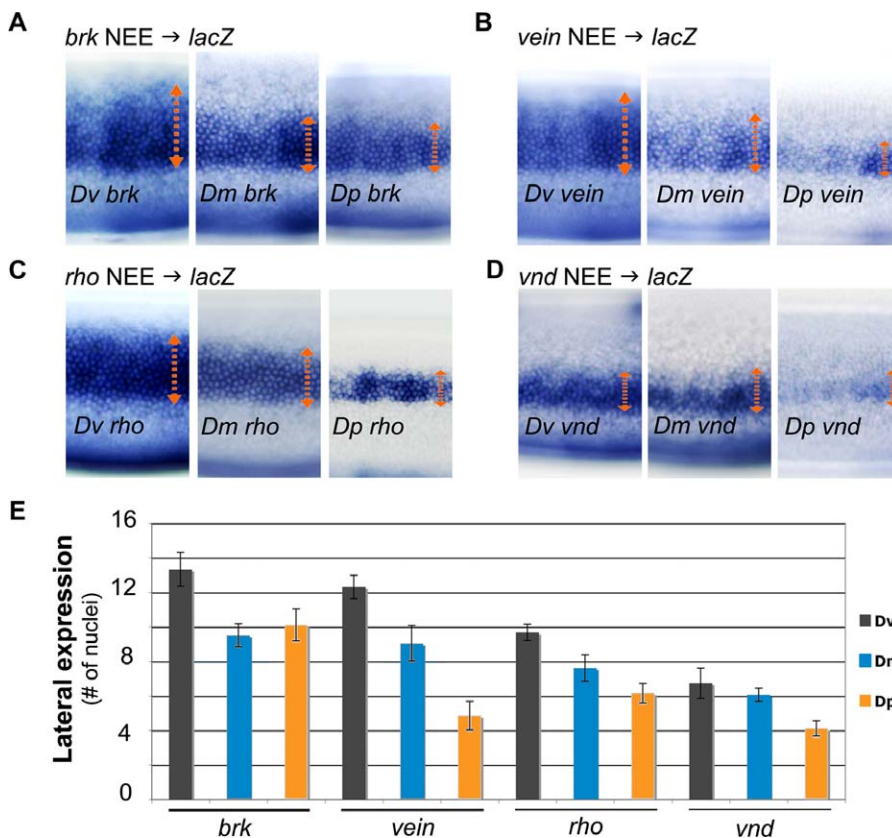 A
brk NEE → lacZ
Dv brk
Dm brk
Dp brk
B
vein NEE → lacZ
Dv vein
Dm vein
Dp vein
C
rho NEE → lacZ
Dv rho
Dm rho
Dp rho
D
vnd NEE → lacZ
Dv vnd
Dm vnd
Dp vnd
E
Lateral expression
(# of nuclei)
16
12
8
4
0
brk
vein
rho
vnd
Dv
Dp